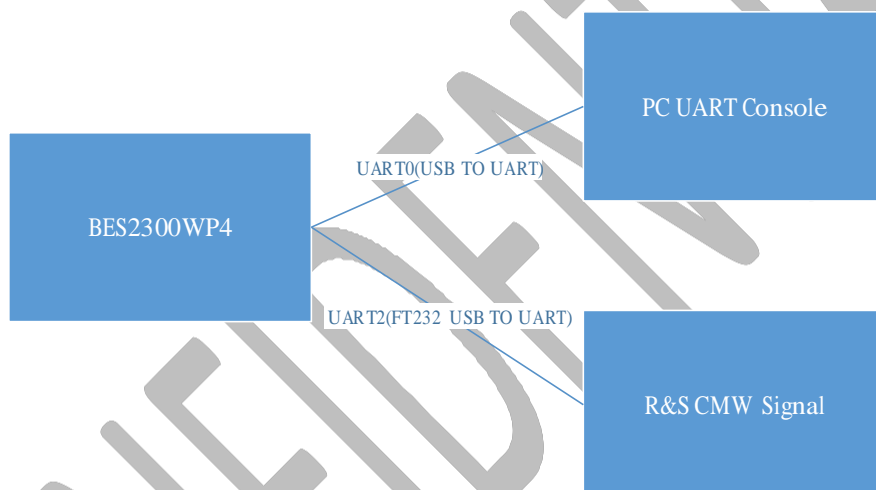 PC UART Console
UART0(USB TO UART)
BES2300WP4
UART2(FT232 USB TO UART)
R&S CMW Signal